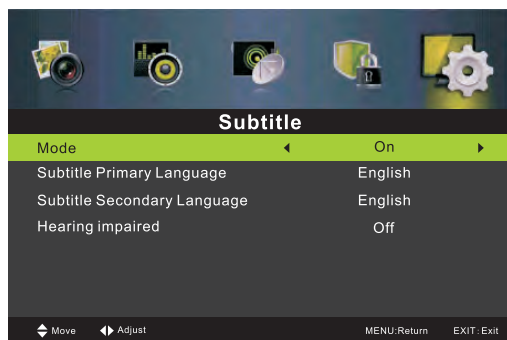 Subtitle
Mode On
Subtitle Primary Language English
Subtitle Secondary Language English
Hearing impaired Off
Move Adjust MENU:Return EXIT:Exit